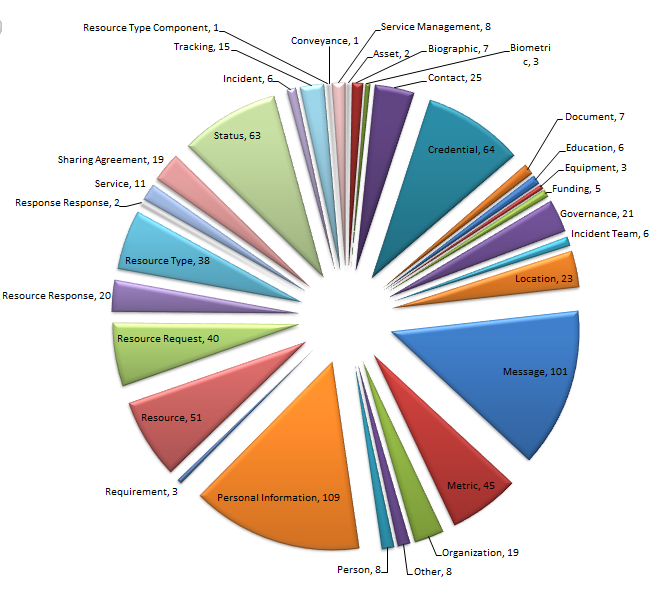 Resource Type Component, 1
Service Management, 8
Conveyance, 1
Tracking, 15
Biographic, 7
Biometri
c, 3
Asset, 2
Incident, 6
Contact, 25
Document, 7
Status, 63
Credential, 64
Education, 6
Sharing Agreement, 19
Equipment, 3
Service, 11
Funding, 5
Response Response, 2
Governance, 21
Incident Team, 6
Resource Type, 38
Location, 23
Resource Response, 20
Resource Request, 40
Message, 101
Resource, 51
Metric, 45
Requirement, 3
Personal Information, 109
Organization, 19
Person, 8
Other, 8